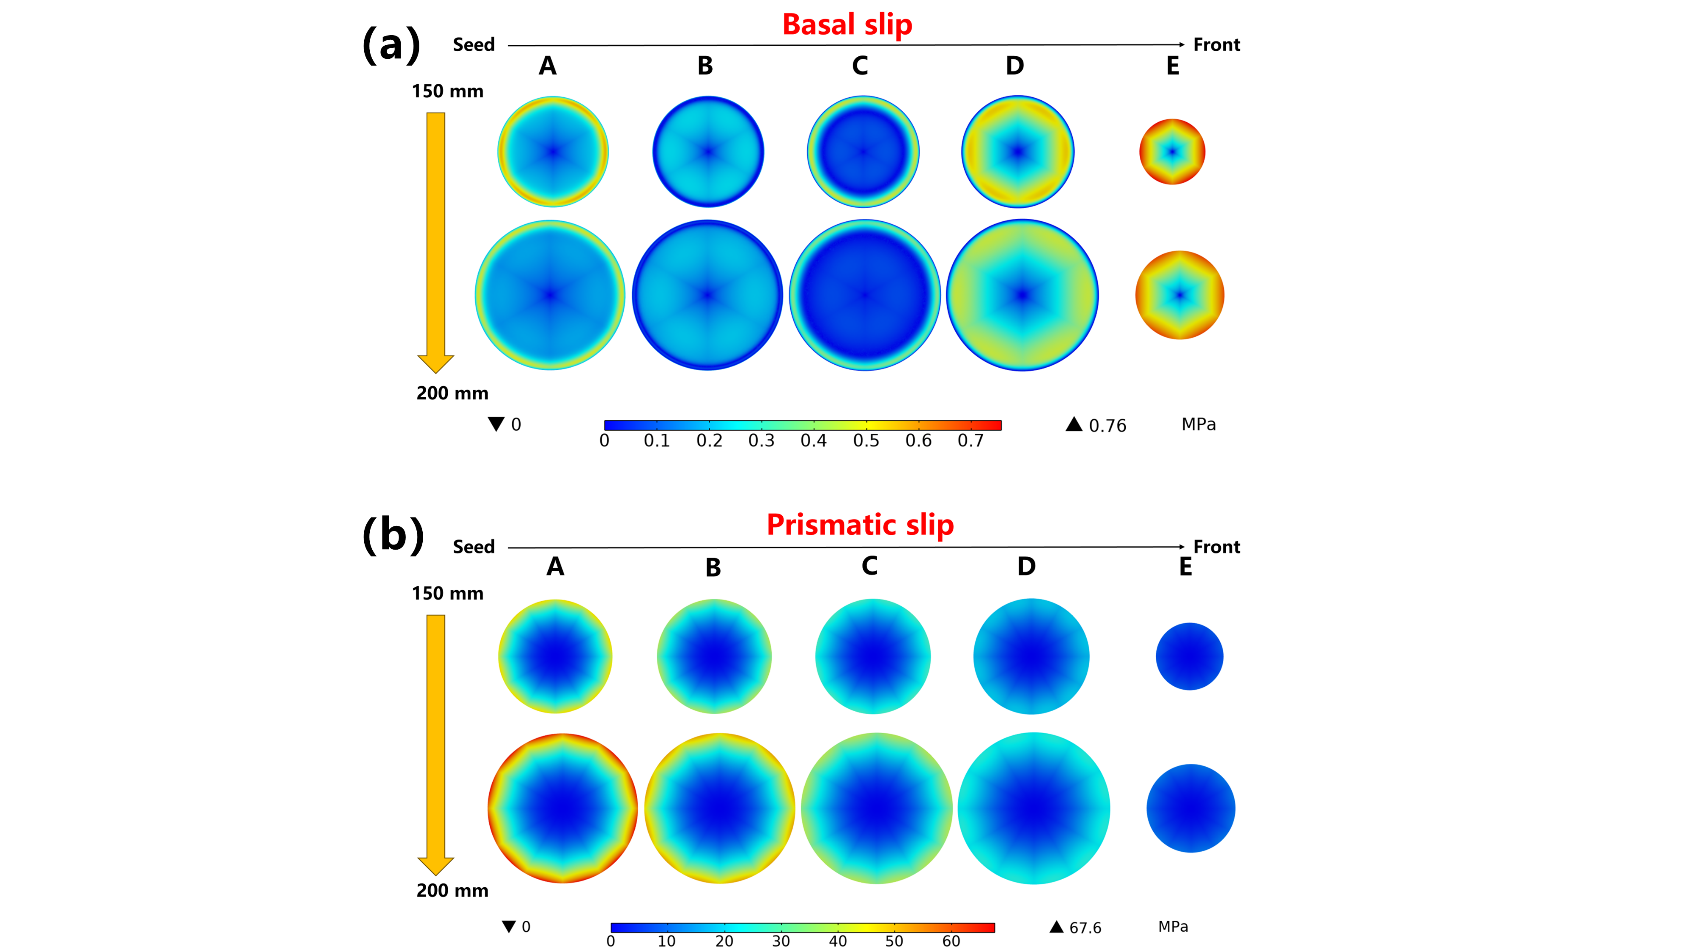 (a)
Basal slip
Seed
Front
A B C D E
150 mm
200 mm
▼ 0
0 0.1 0.2 0.3 0.4 0.5 0.6 0.7
▲ 0.76
MPa
(b)
Prismatic slip
Seed
Front
A B C D E
150 mm
200 mm
▼ 0
0 10 20 30 40 50 60
▲ 67.6
MPa